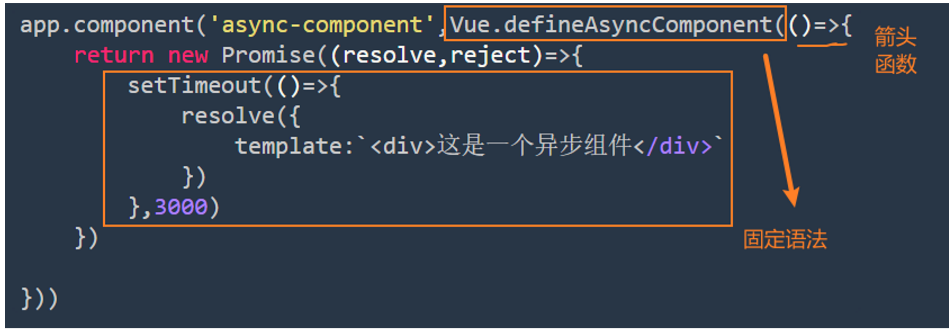 app.component('async-component',Vue.defineAsyncComponent(()=>{
箭头
函数
return new Promise((resolve,reject)=>{
setTimeout(()=>{
resolve({
template:`<div>这是一个异步组件</div>`
})
},3000)
})
固定语法
}))